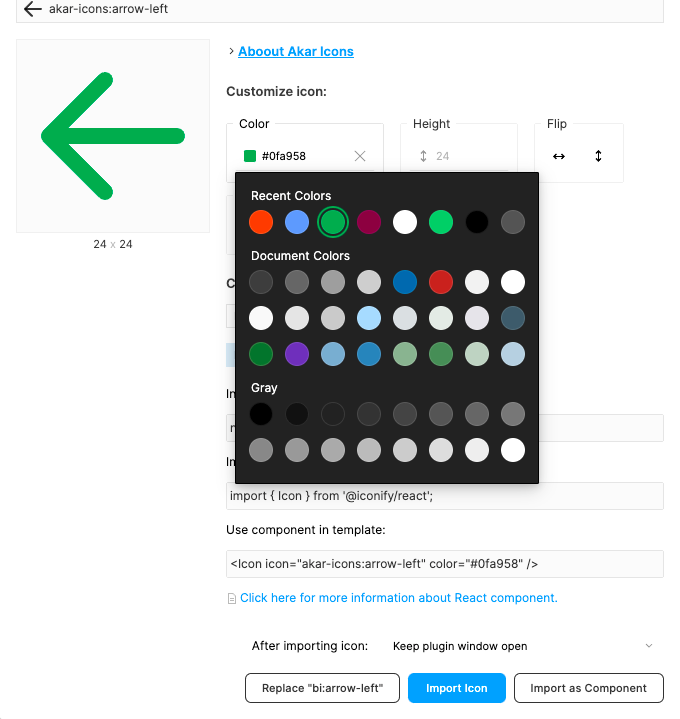 akar-icons:arrow-left
Aboout Akar Icons
Customize icon:
Color
Height
Flip
#0fa958
24
Recent Colors
24 x 24
Document Colors
Gray
import { Icon } from '@iconify/react';
Use component in template:
<Icon icon="akar-icons:arrow-left" color="#0fa958" />
Click here for more information about React component.
After importing icon:
Keep plugin window open
Replace "bi:arrow-left"
Import Icon
Import as Component